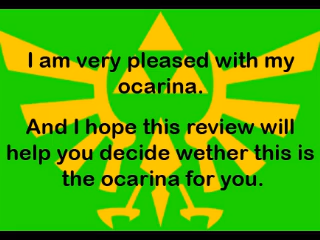 I am very pleased with my
ocarina.
And I hope this review will
help you decide wether this is
the ocarina for you.